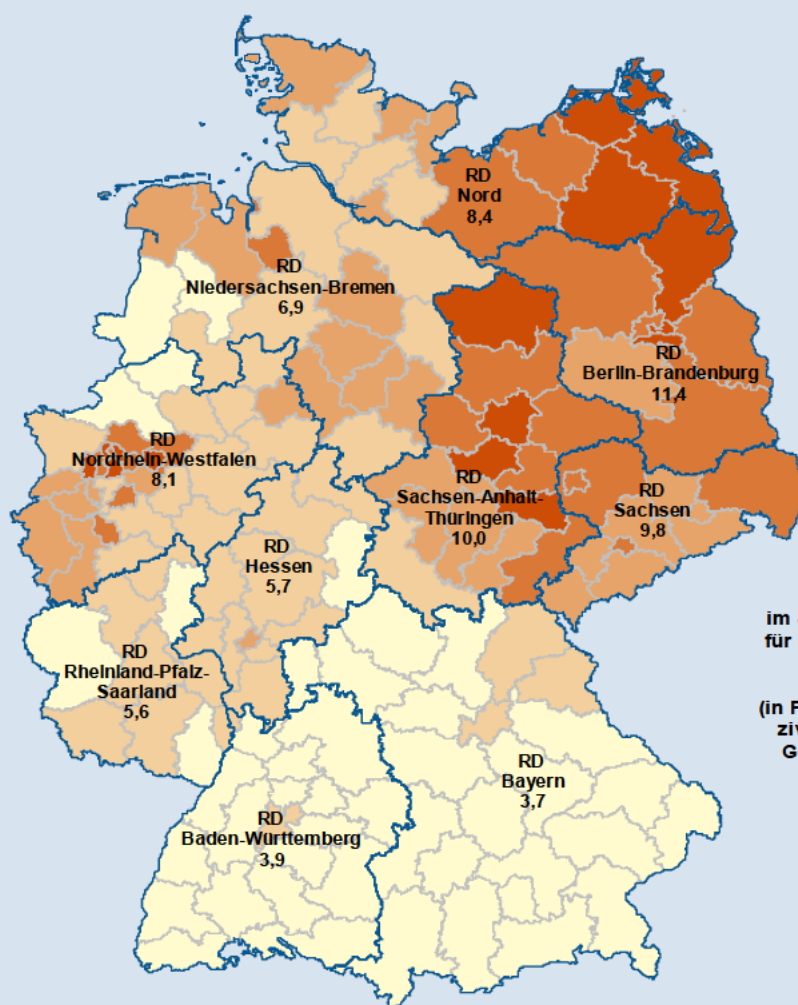 RD
Nord
8,4
RD
Niedersachsen-Bremen
6,9
RD
Berlin-Brandenburg
11,4
RD
Nordrhein-Westfalen
8,1
RD
Sachsen-Anhalt-
Thüringen
10,0
RD
Sachsen
9,8
RD
Hessen
5,7
RD
Rheinland-Pfalz-
Saarland
5,6
RD
Bayern
3,7
RD
Baden-Württemberg
3,9
im
für
(in F
ziv
G